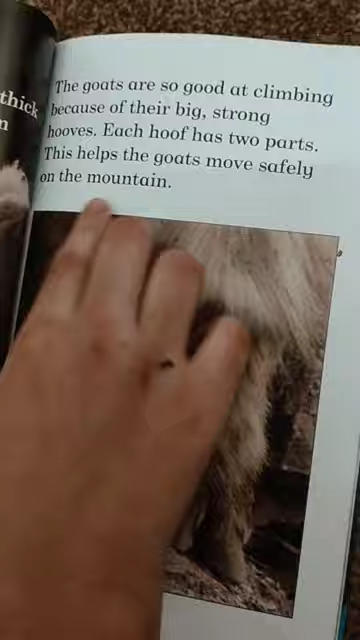 thick
The goats are so good at climbing
because of their big, strong
hooves. Each hoof has two parts.
This helps the goats move safely
on the mountain.